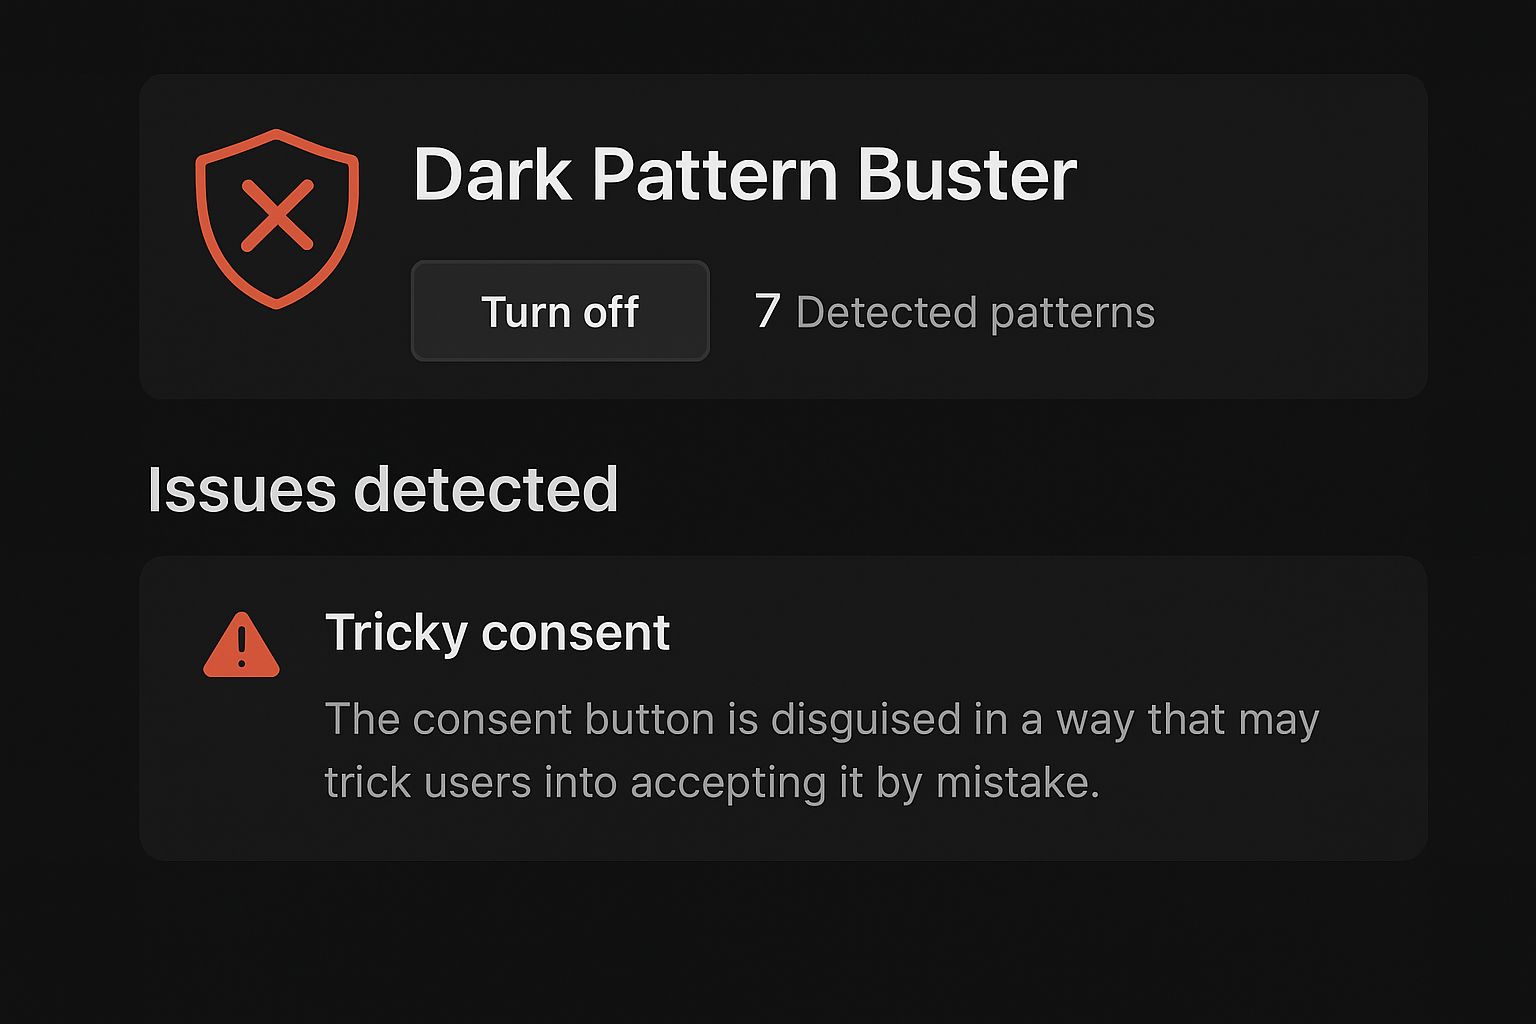 Dark Pattern Buster
Turn off
7 Detected patterns
Issues detected
Tricky consent
The consent button is disguised in a way that may
trick users into accepting it by mistake.